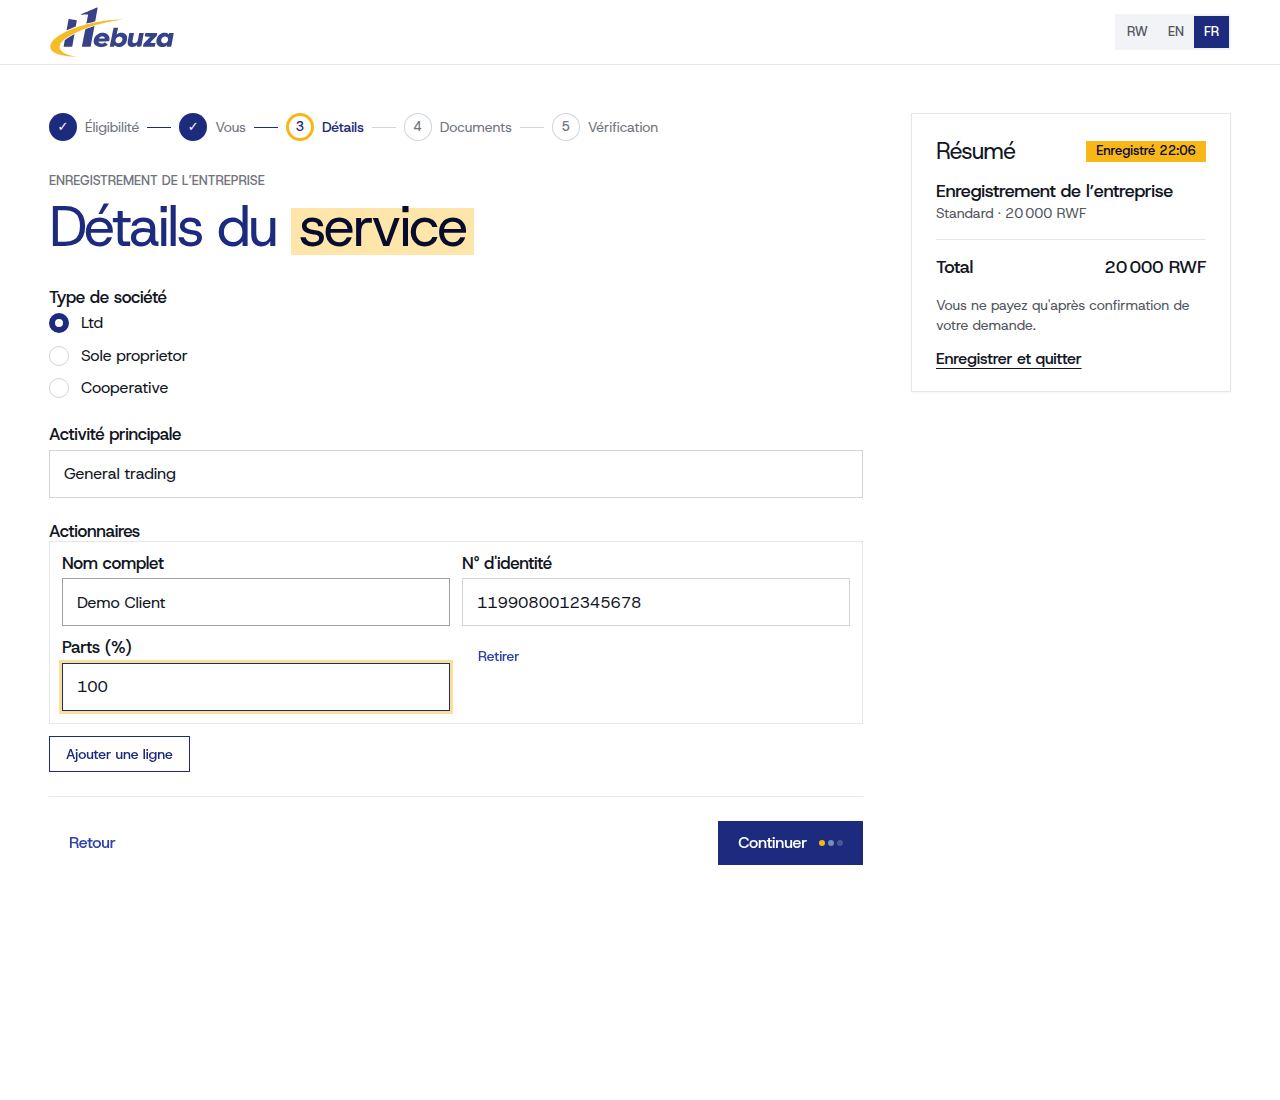 Hebuza
RW EN FR
✓ Éligibilité ✓ Vous 3 Détails 4 Documents 5 Vérification
ENREGISTREMENT DE L'ENTREPRISE
Détails du service
Type de société
Ltd
Sole proprietor
Cooperative
Activité principale
General trading
Actionnaires
Nom complet N° d'identité
Demo Client 1199080012345678
Parts (%)
Retirer
100
Ajouter une ligne
Retour Continuer
Résumé Enregistré 22:06
Enregistrement de l'entreprise
Standard · 20 000 RWF
Total 20 000 RWF
Vous ne payez qu'après confirmation de
votre demande.
Enregistrer et quitter